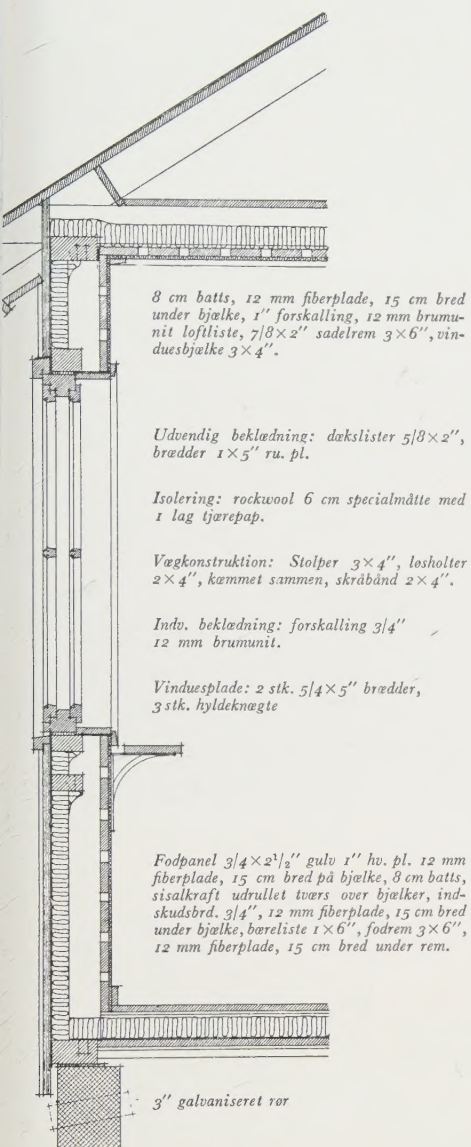 8 cm batts, 12 mm fiberplade, 15 cm bred
under bjælke, 1" forskalling, 12 mm brumu-
nit loftliste, 7/8×2" sadelrem 3×6", vin-
duesbjælke 3×4".
Udvendig beklædning: dækslister 5/8×2",
brædder 1×5" ru. pl.
Isolering: rockwool 6 cm specialmåtte med
1 lag tjærepap.
Vægkonstruktion: Stolper 3×4", løsholter
2×4", kæmmet sammen, skråbånd 2×4".
Indv. beklædning: forskalling 3/4"
12 mm brumunit.
Vinduesplade: 2 stk. 5/4×5" brædder,
3 stk. hyldeknægte
Fodpanel 3/4×2½" gulv 1" hv. pl. 12 mm
fiberplade, 15 cm bred på bjælke, 8 cm batts,
sisalkraft udrullet tværs over bjælker, ind-
skudsbrd. 3/4", 12 mm fiberplade, 15 cm bred
under bjælke, bæreliste 1×6", fodrem 3×6",
12 mm fiberplade, 15 cm bred under rem.
3" galvaniseret rør